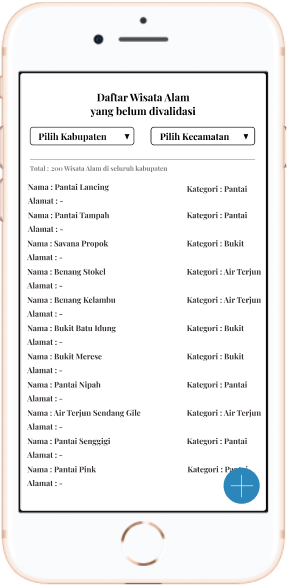 Daftar Wisata Alam
yang belum divalidasi
Pilih Kabupaten ▼ Pilih Kecamatan ▼
Total : 200 Wisata Alam di seluruh kabupaten
Nama : Pantai Lancing Kategori : Pantai
Alamat : -
Nama ; Pantai Tampah Kategori : Pantai
Alamat : -
Nama : Savana Propok Kategori : Bukit
Alamat : -
Nama : Benang Stokel Kategori : Air Terjun
Alamat : -
Nama : Benang Kelambu Kategori : Air Terjun
Alamat : -
Nama : Bukit Batu Idung Kategori : Bukit
Alamat : -
Nama : Bukit Merese Kategori : Bukit
Alamat : -
Nama : Pantai Nipah Kategori : Pantai
Alamat : -
Nama : Air Terjun Sendang Gile Kategori : Air Terjun
Alamat : -
Nama : Pantai Senggigi Kategori : Pantai
Alamat : -
Nama : Pantai Pink Kategori :
Alamat : -